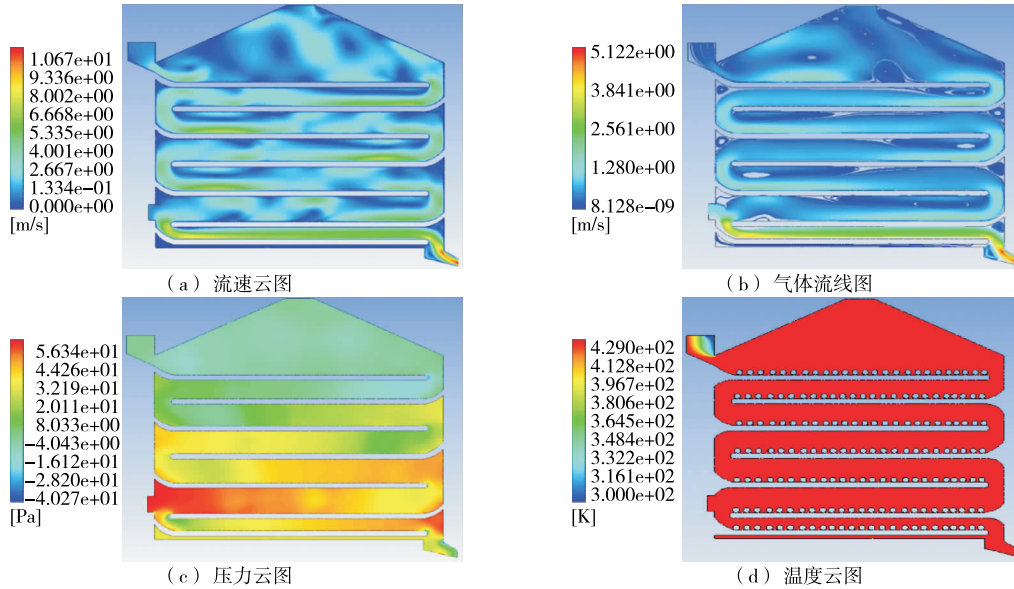 1.067e+01
9.336e+00
8.002e+00
6.668e+00
5.335e+00
4.001e+00
2.667e+00
1.334e-01
0.000e+00
[m/s]
(a) 流速云图
5.122e+00
3.841e+00
2.561e+00
1.280e+00
8.128e-09
[m/s]
(b) 气体流线图
5.634e+01
4.426e+01
3.219e+01
2.011e+01
8.033e+00
-4.043e+00
-1.612e+01
-2.820e+01
-4.027e+01
[Pa]
(c) 压力云图
4.290e+02
4.128e+02
3.967e+02
3.806e+02
3.645e+02
3.484e+02
3.322e+02
3.161e+02
3.000e+02
[K]
(d) 温度云图